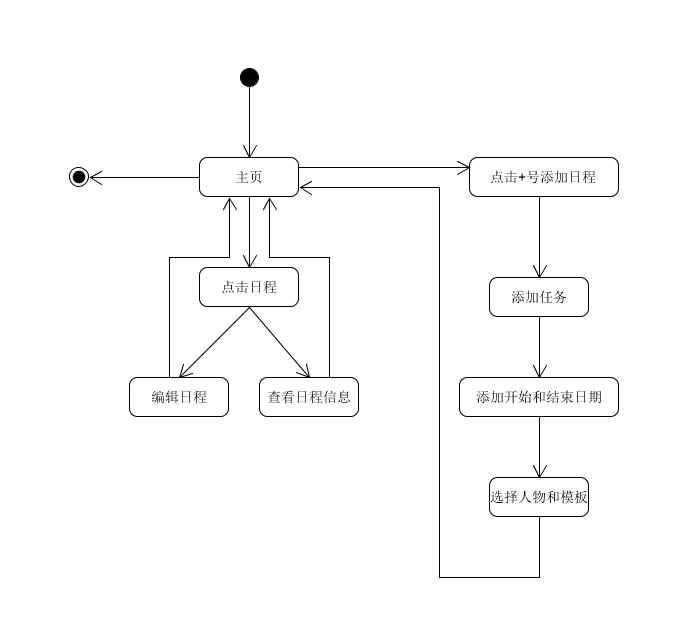 主页
点击+号添加日程
点击日程
添加任务
编辑日程
查看日程信息
添加开始和结束日期
选择人物和模板